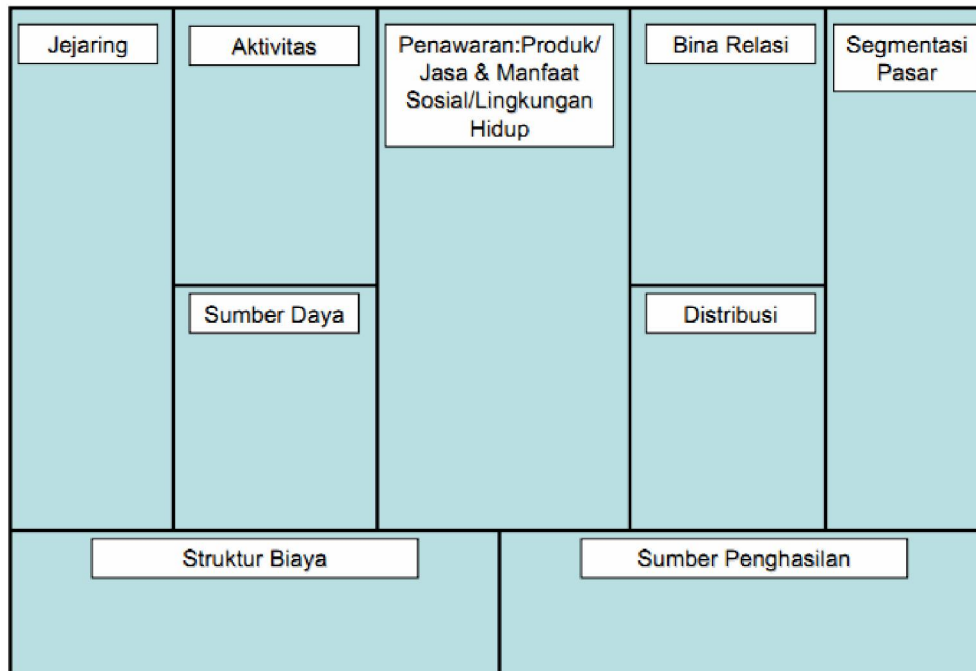 Jejaring
Aktivitas
Penawaran:Produk/
Jasa & Manfaat
Sosial/Lingkungan
Hidup
Bina Relasi
Segmentasi
Pasar
Sumber Daya
Distribusi
Struktur Biaya
Sumber Penghasilan